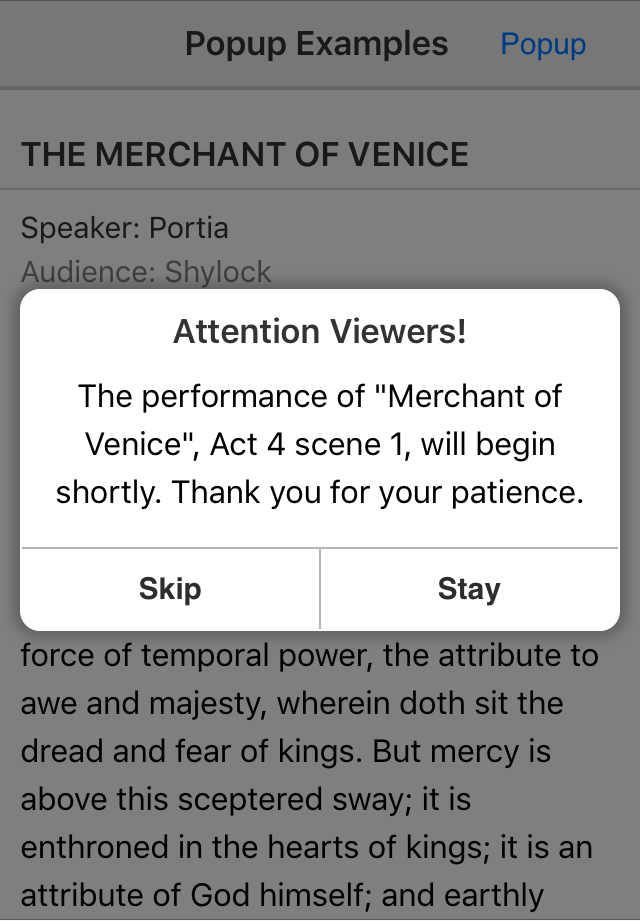 Popup Examples Popup
THE MERCHANT OF VENICE
Speaker: Portia
Audience: Shylock
Attention Viewers!
The performance of "Merchant of
Venice", Act 4 scene 1, will begin
shortly. Thank you for your patience.
Skip Stay
force of temporal power, the attribute to
awe and majesty, wherein doth sit the
dread and fear of kings. But mercy is
above this sceptered sway; it is
enthroned in the hearts of kings; it is an
attribute of God himself; and earthly